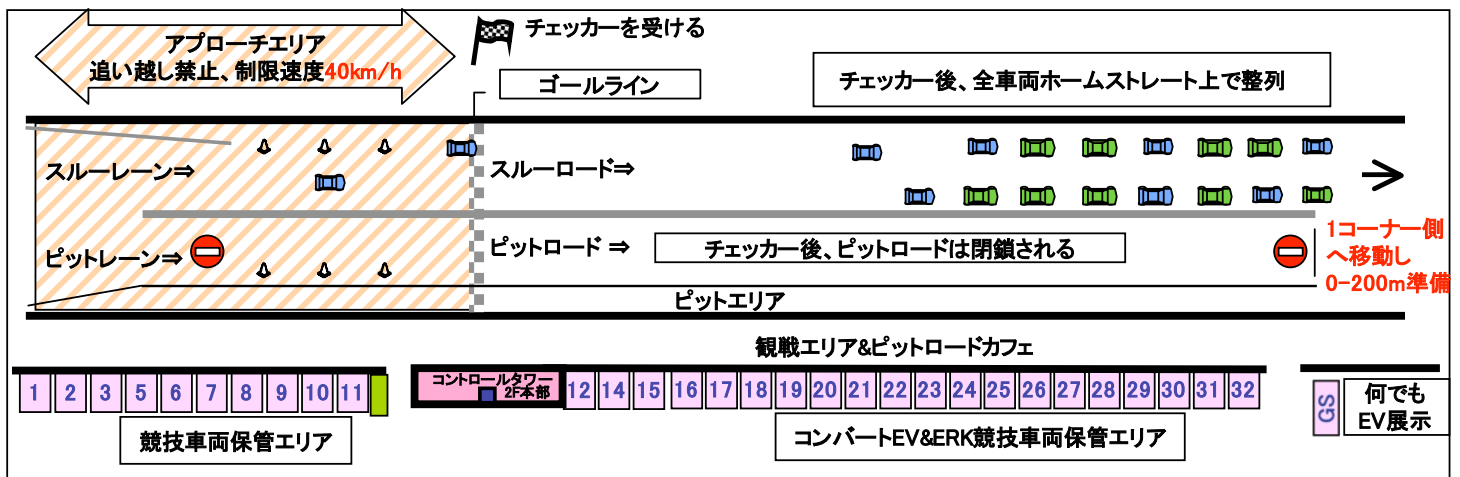 アプローチエリア
追い越し禁止、制限速度40km/h
チェッカーを受ける
ゴールライン
チェッカー後、全車両ホームストレート上で整列
スルーレーン⇒
スルーロード⇒
ピットレーン⇒
ピットロード ⇒
チェッカー後、ピットロードは閉鎖される
1コーナー側
へ移動し
0-200m準備
ピットエリア
観戦エリア&ピットロードカフェ
1 2 3 5 6 7 8 9 10 11
コントロールタワー
2F本部
12 14 15 16 17 18 19 20 21 22 23 24 25 26 27 28 29 30 31 32
GS
何でも
EV展示
競技車両保管エリア
コンバートEV&ERK競技車両保管エリア